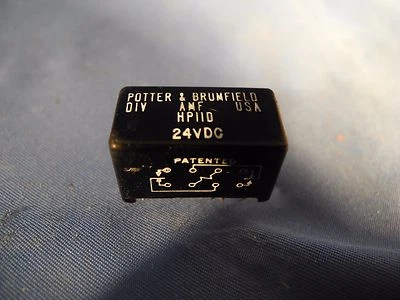 POTTER & BRUMFIELD
DIV AMF USA
HP11D
24VDC
PATENTED